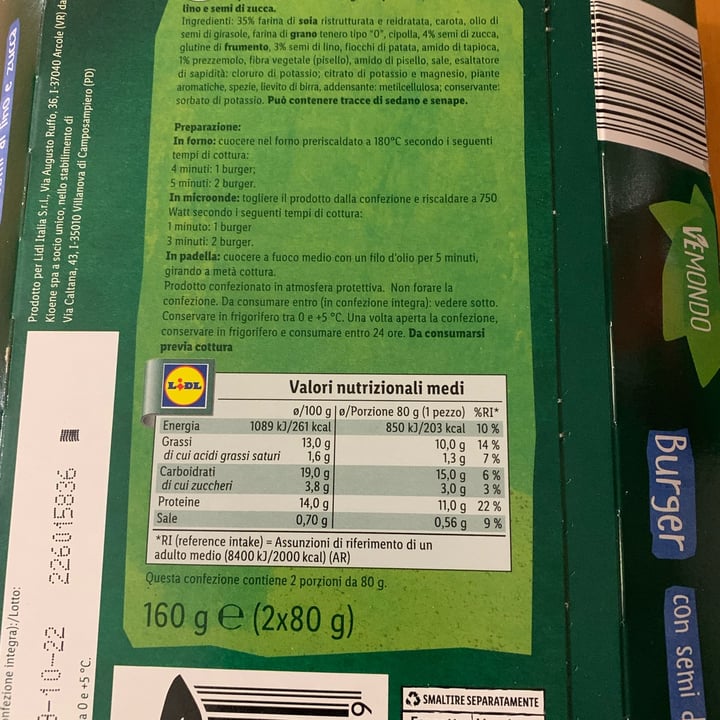 lino e semi di zucca.
Ingredienti: 35% farina di soia ristrutturata e reidratata, carota, olio di
semi di girasole, farina di grano tenero tipo "0", cipolla, 4% semi di zucca,
glutine di frumento, 3% semi di lino, fiocchi di patata, amido di tapioca,
1% prezzemolo, fibra vegetale (pisello), amido di pisello, sale, esaltatore
di sapidità: cloruro di potassio; citrato di potassio e magnesio, piante
aromatiche, spezie, lievito di birra, addensante: metilcellulosa; conservante:
sorbato di potassio. Può contenere tracce di sedano e senape.
Preparazione:
In forno: cuocere nel forno preriscaldato a 180°C secondo i seguenti
tempi di cottura:
4 minuti: 1 burger;
5 minuti: 2 burger.
In microonde: togliere il prodotto dalla confezione e riscaldare a 750
Watt secondo i seguenti tempi di cottura:
1 minuto: 1 burger
3 minuti: 2 burger.
In padella: cuocere a fuoco medio con un filo d'olio per 5 minuti,
girando a metà cottura.
Prodotto confezionato in atmosfera protettiva. Non forare la
confezione. Da consumare entro (in confezione integra): vedere sotto.
Conservare in frigorifero tra 0 e +5 °C. Una volta aperta la confezione,
conservare in frigorifero e consumare entro 24 ore. Da consumarsi
previa cottura
LIDL
Valori nutrizionali medi
ø/100 g ø/Porzione 80 g (1 pezzo) %RI*
Energia 1089 kJ/261 kcal 850 kJ/203 kcal 10 %
Grassi 13,0 g 10,0 g 14 %
di cui acidi grassi saturi 1,6 g 1,3 g 7 %
Carboidrati 19,0 g 15,0 g 6 %
di cui zuccheri 3,8 g 3,0 g 3 %
Proteine 14,0 g 11,0 g 22 %
Sale 0,70 g 0,56 g 9 %
*RI (reference intake) = Assunzioni di riferimento di un
adulto medio (8400 kJ/2000 kcal) (AR)
Questa confezione contiene 2 porzioni da 80 g.
160 g e (2x80 g)
SMALTIRE SEPARATAMENTE
Prodotto per Lidl Italia S.r.l., Via Augusto Ruffo, 36, I-37040 Arcole (VR) da
Kioene spa a socio unico, nello stabilimento di
Via Caltana, 43, I-35010 Villanova di Camposampiero (PD)
lino e zucca
nfezione integra):/Lotto:
-10-22 226015836
a 0 e +5 °C.
VEMONDO
Burger
con semi d
9